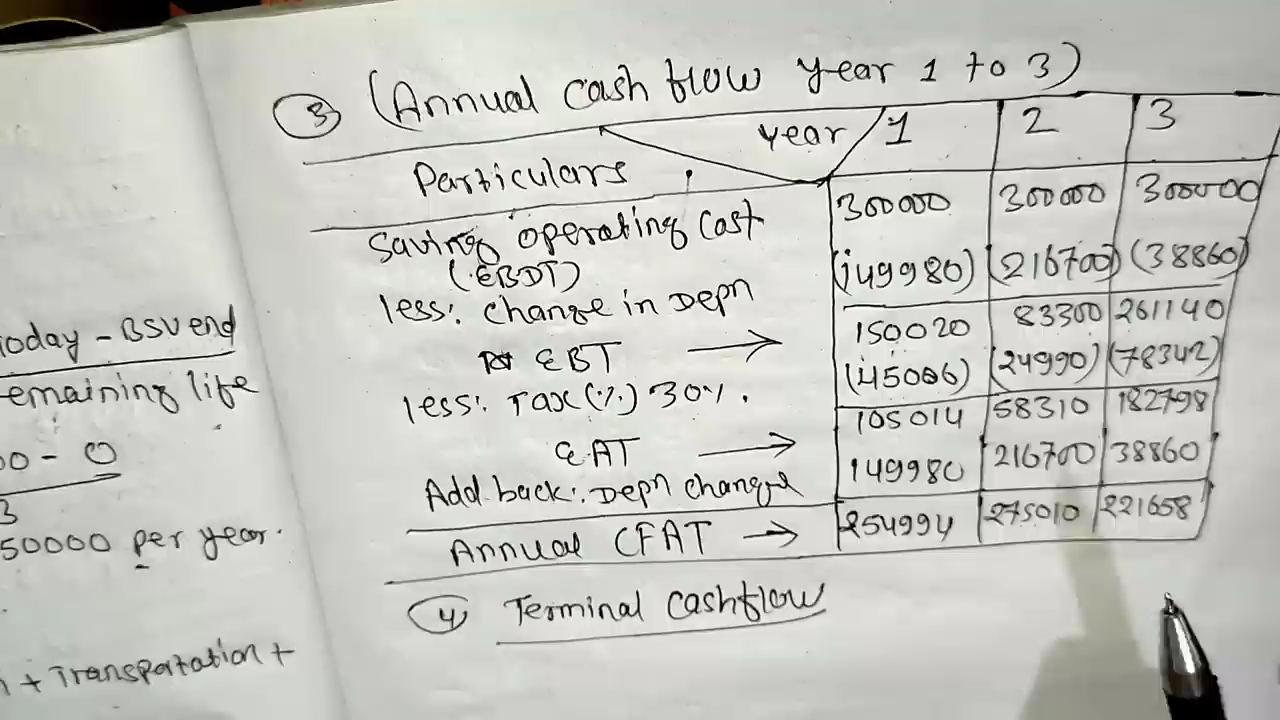 ③ (Annual cash flow year 1 to 3)
Particulars year 1 2 3
Saving operating Cost 300000 300000 300000
(EBDT)
less: change in Depn (149980) (216700) (38860)
EBT → 150020 83300 261140
less: Tax (%) 30%. (45006) (24990) (78342)
EAT → 105014 58310 182798
Add back: Depn change 149980 216700 38860
Annual CFAT → 254994 275010 221658
④ Terminal cashflow
today - BSV end
emaining life
00 - 0
3
50000 per year.
+ Transpotation +